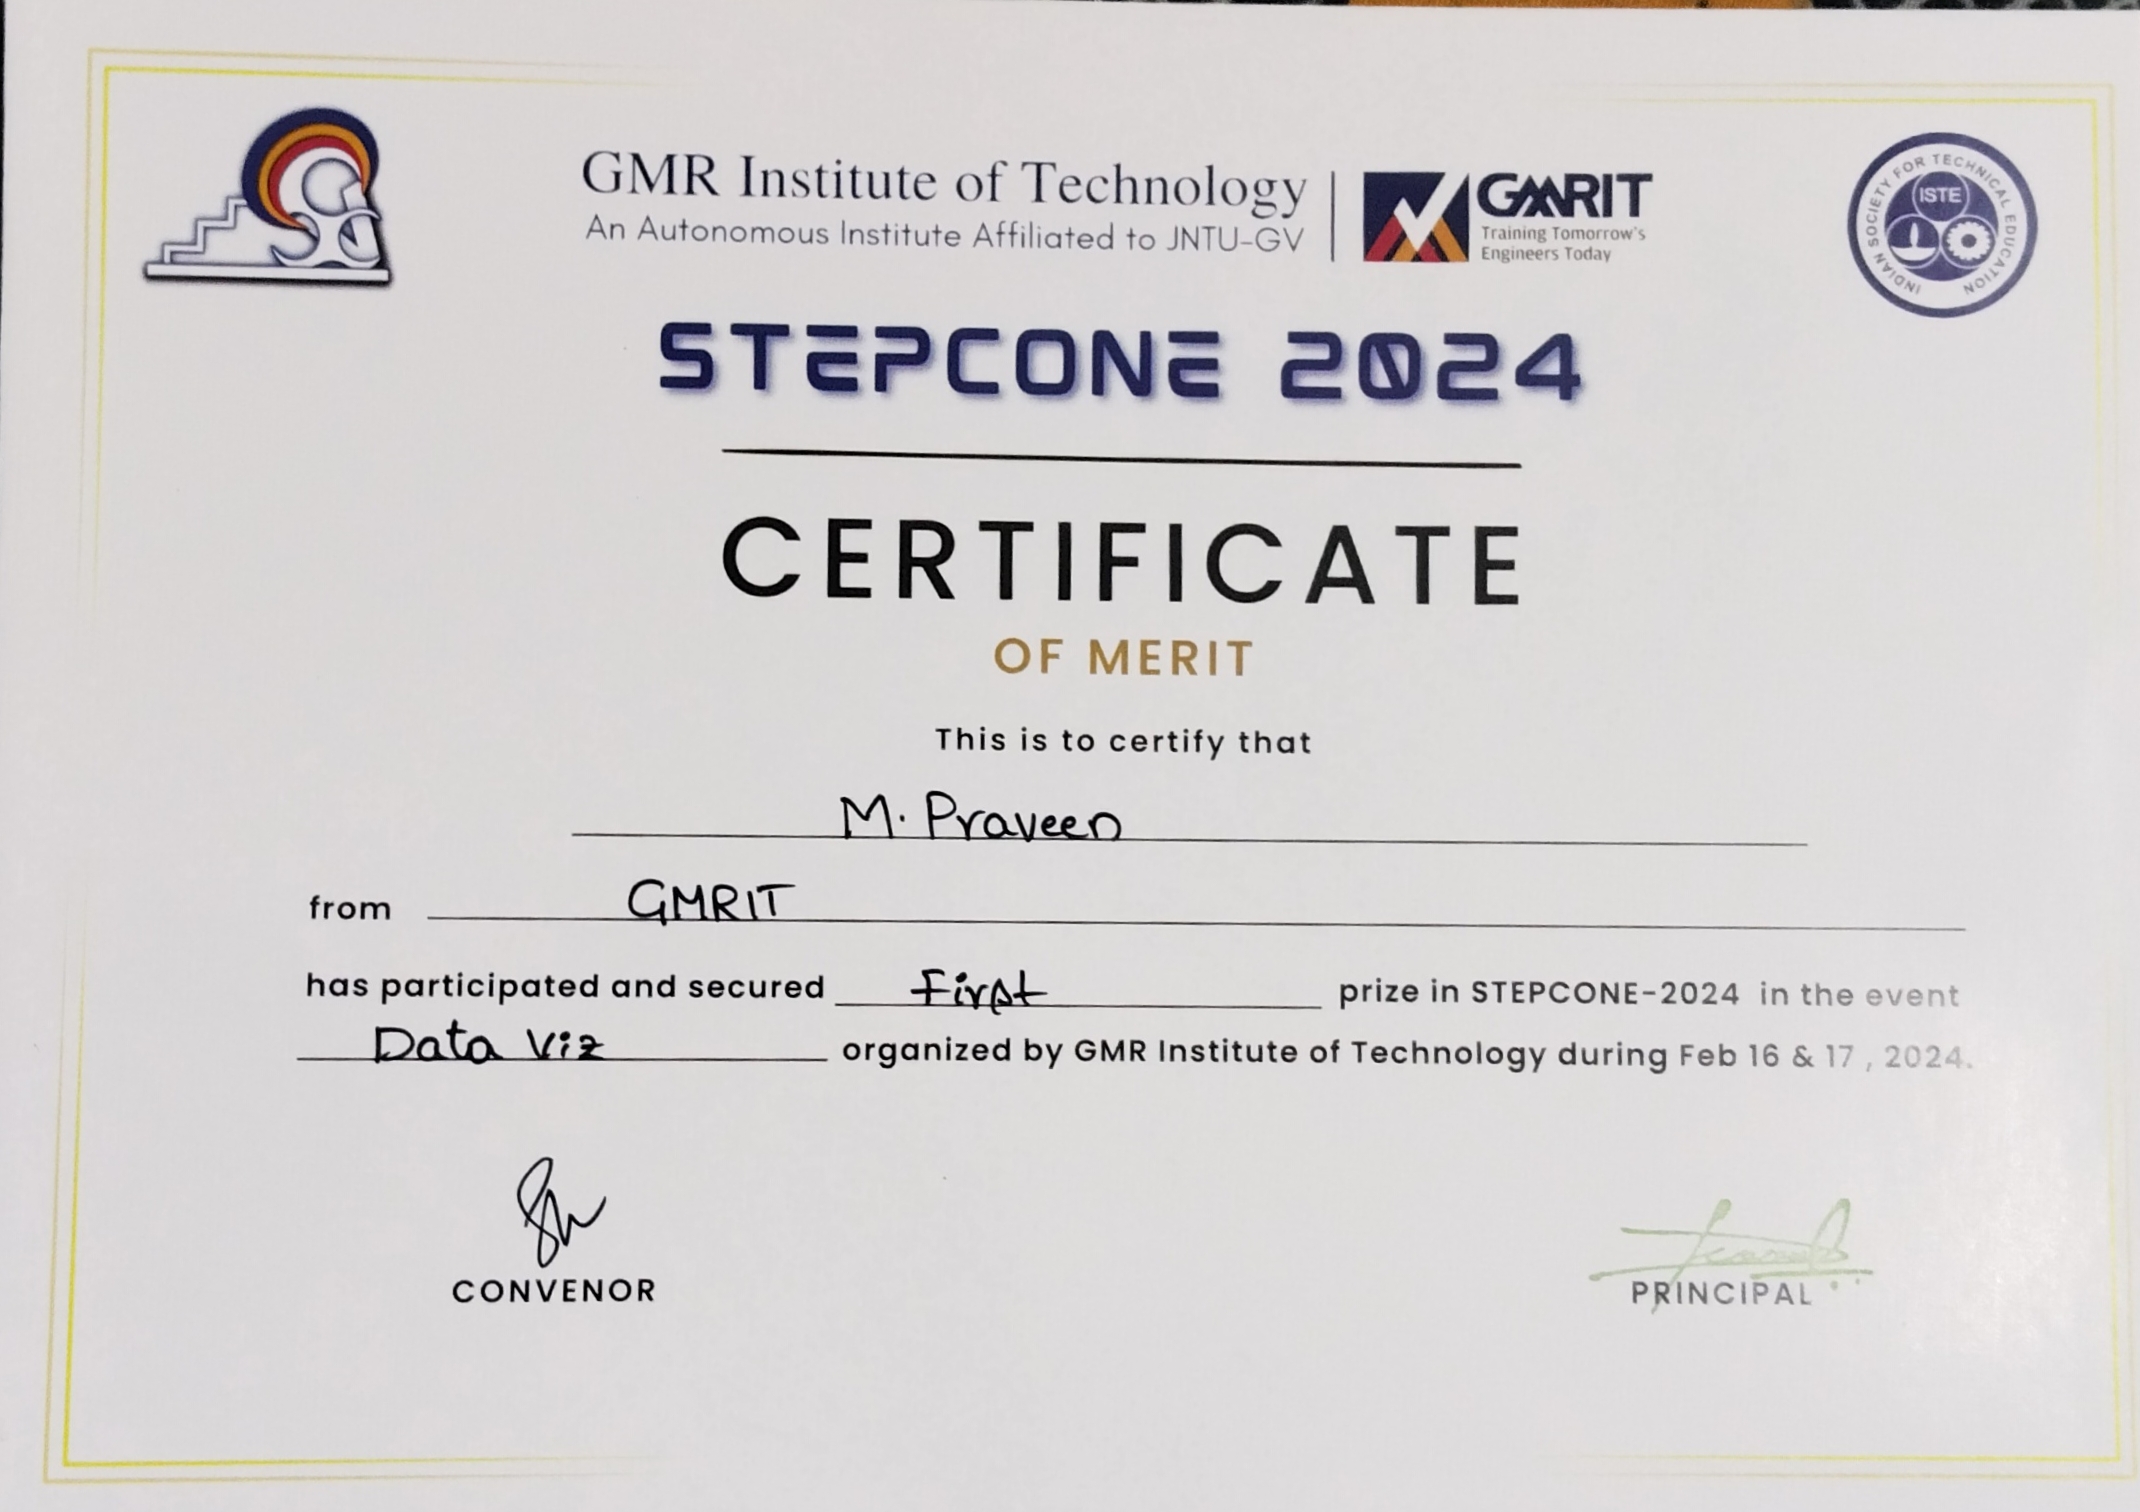 GMR Institute of Technology
An Autonomous Institute Affiliated to JNTU-GV
GMRIT
Training Tomorrow's
Engineers Today
INDIAN SOCIETY FOR TECHNICAL EDUCATION
ISTE
STEPCONE 2024
CERTIFICATE
OF MERIT
This is to certify that
M. Praveen
from GMRIT
has participated and secured First prize in STEPCONE-2024 in the event
Data Viz organized by GMR Institute of Technology during Feb 16 & 17 , 2024.
CONVENOR
PRINCIPAL